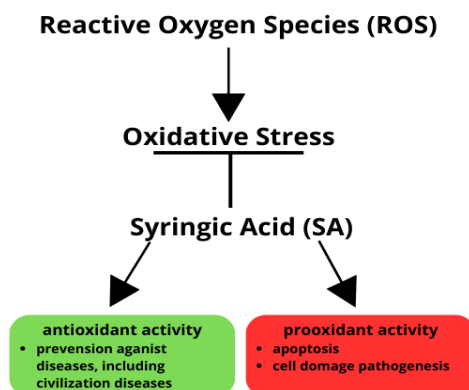 Reactive Oxygen Species (ROS)
Oxidative Stress
Syringic Acid (SA)
antioxidant activity
• prevension aganist
diseases, including
civilization diseases
prooxidant activity
• apoptosis
• cell domage pathogenesis